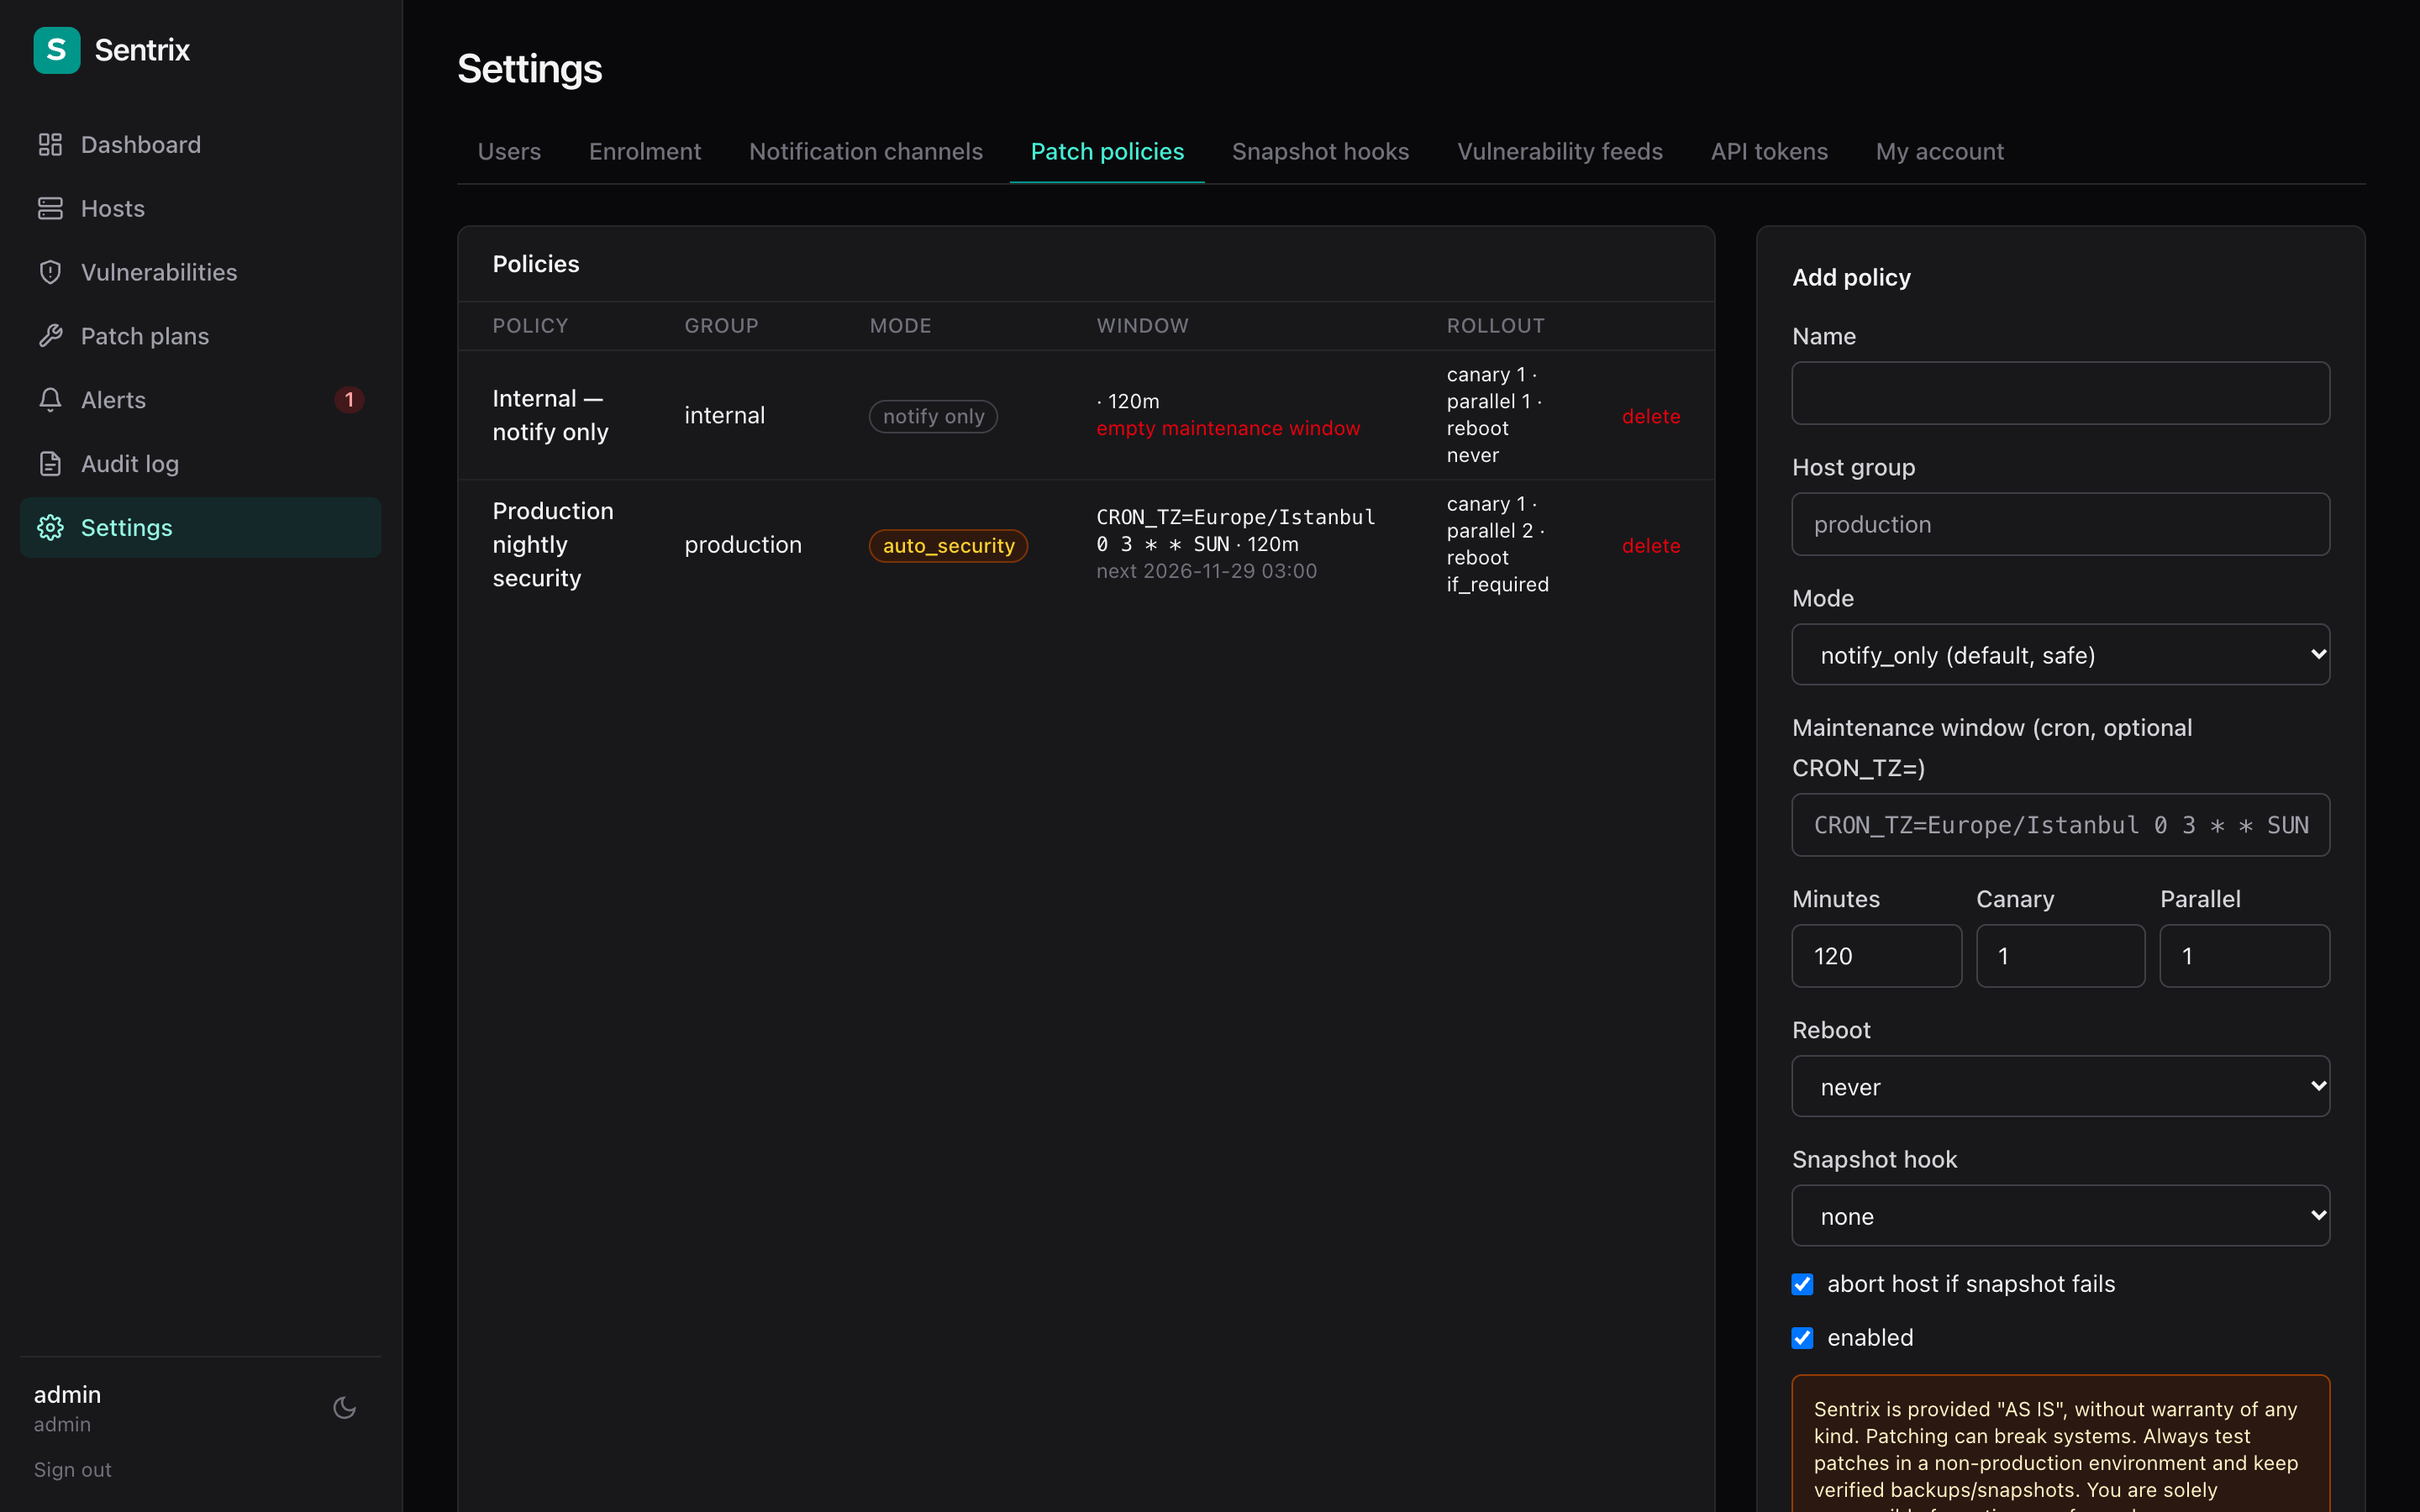 S Sentrix
Dashboard
Hosts
Vulnerabilities
Patch plans
Alerts 1
Audit log
Settings
admin
admin
Sign out
Settings
Users Enrolment Notification channels Patch policies Snapshot hooks Vulnerability feeds API tokens My account
Policies
POLICY GROUP MODE WINDOW ROLLOUT
Internal —
notify only
internal
notify only
· 120m
empty maintenance window
canary 1 ·
parallel 1 ·
reboot
never
delete
Production
nightly
security
production
auto_security
CRON_TZ=Europe/Istanbul
0 3 * * SUN · 120m
next 2026-11-29 03:00
canary 1 ·
parallel 2 ·
reboot
if_required
delete
Add policy
Name
Host group
production
Mode
notify_only (default, safe)
Maintenance window (cron, optional
CRON_TZ=)
CRON_TZ=Europe/Istanbul 0 3 * * SUN
Minutes Canary Parallel
120 1 1
Reboot
never
Snapshot hook
none
abort host if snapshot fails
enabled
Sentrix is provided "AS IS", without warranty of any
kind. Patching can break systems. Always test
patches in a non-production environment and keep
verified backups/snapshots. You are solely